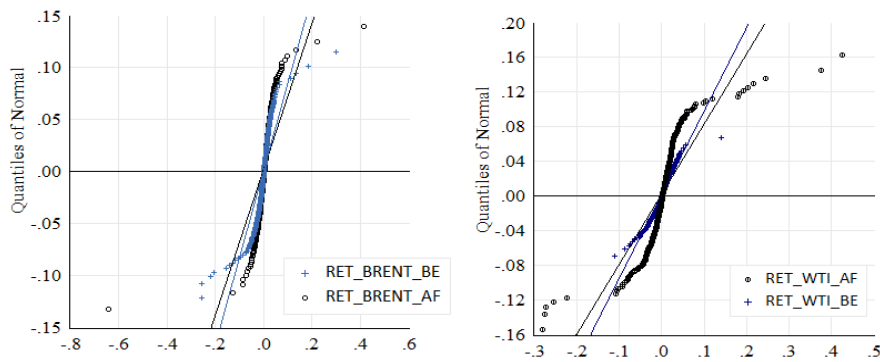 .15
.10
.05
.00
-.05
-.10
-.15
Quantiles of Normal
RET_BRENT_BE
RET_BRENT_AF
-.8 -.6 -.4 -.2 .0 .2 .4 .6
.20
.16
.12
.08
.04
.00
-.04
-.08
-.12
-.16
Quantiles of Normal
RET_WTI_AF
RET_WTI_BE
-.3 -.2 -.1 .0 .1 .2 .3 .4 .5